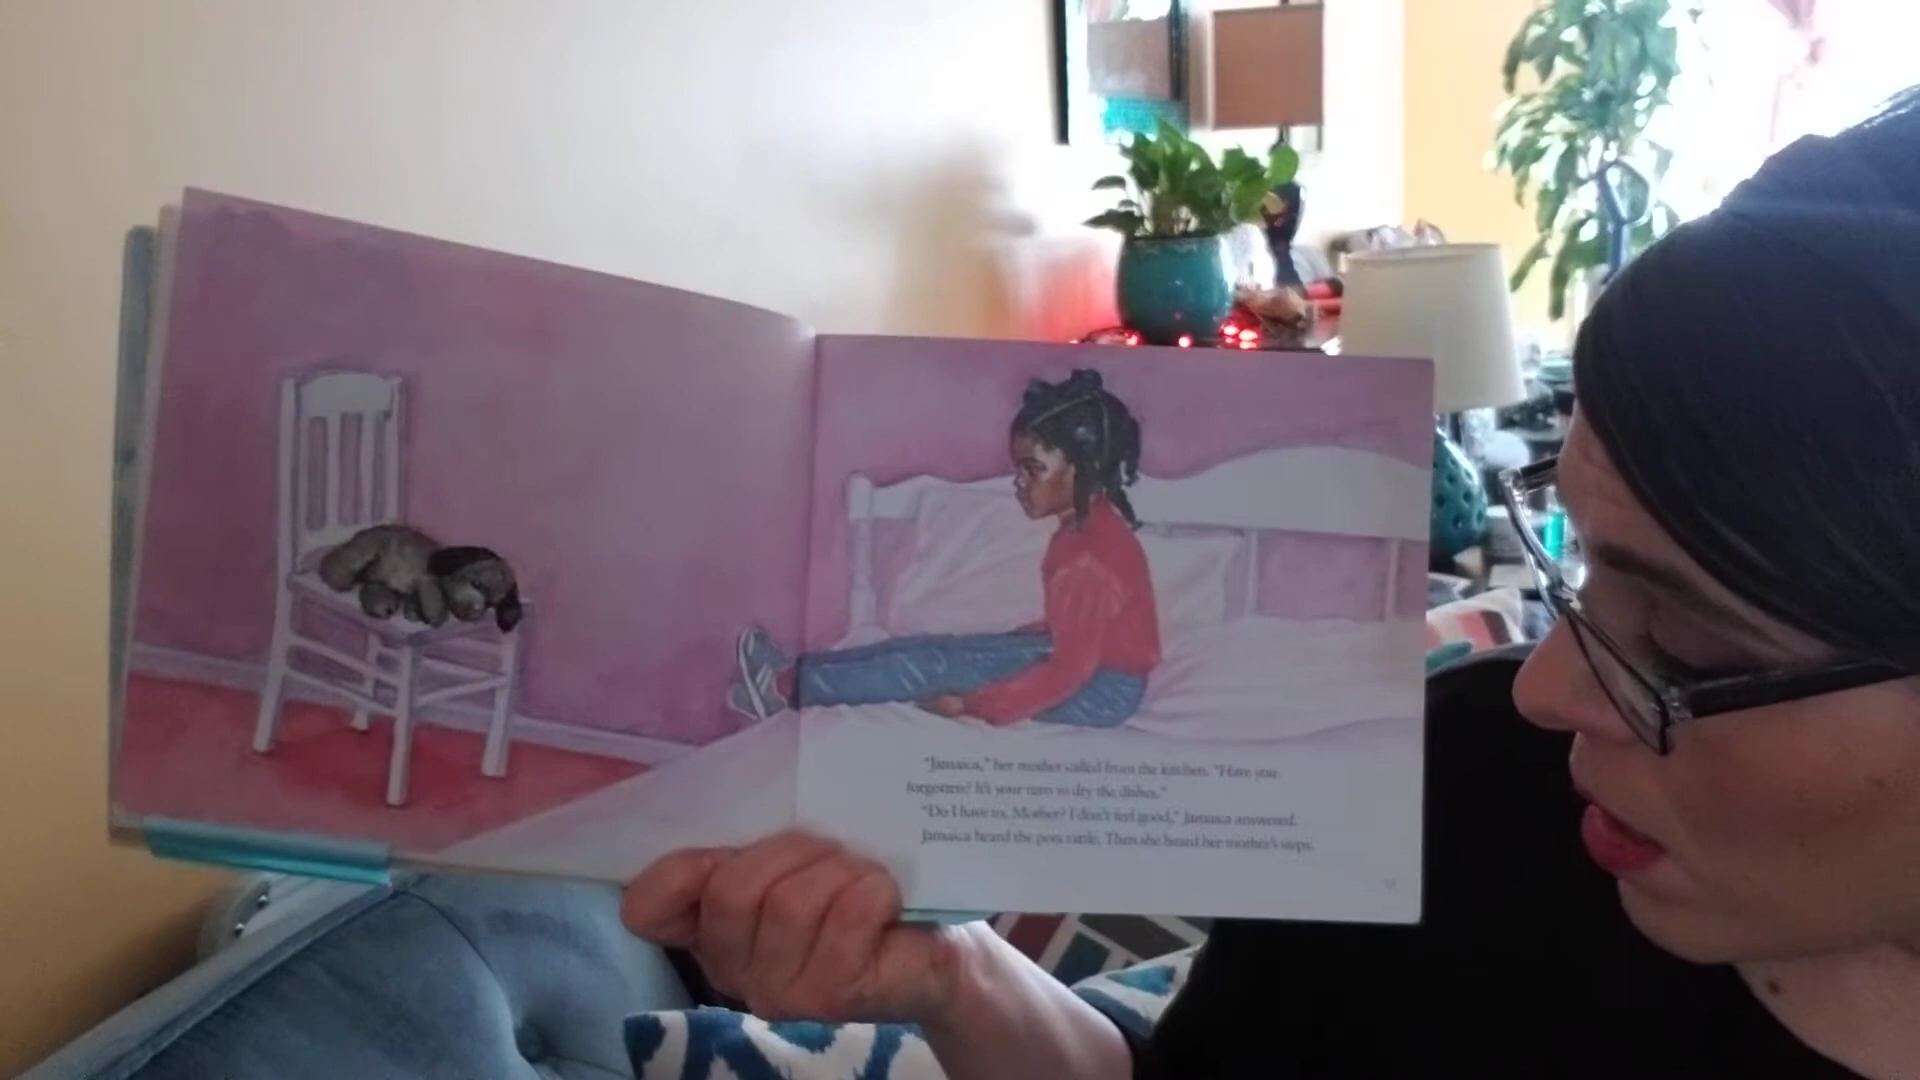 "Jamaica," her mother called from the kitchen. "Have you
forgotten? It's your turn to dry the dishes."
"Do I have to, Mother? I don't feel good," Jamaica answered.
Jamaica heard the pots rattle. Then she heard her mother's steps.